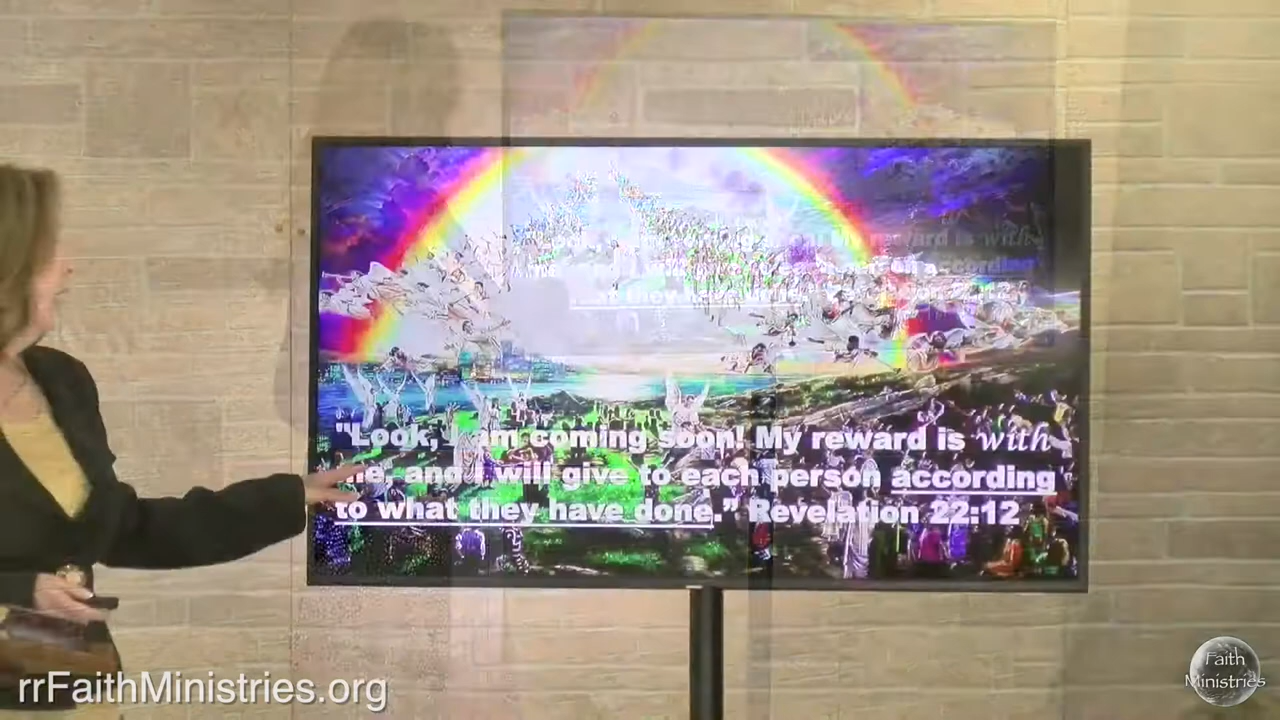 "Look, I am coming soon! My reward is with
me, and I will give to each person according
to what they have done.” Revelation 22:12
rrFaithMinistries.org
Faith
Ministries